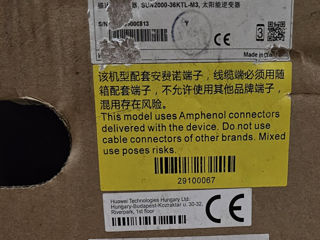 SUN2000-36KTL-M3, 太阳能逆变器
Y
Made in
该机型配套安费诺端子，线缆端必须用随
箱配套端子，不允许使用其他品牌端子，
混用存在风险。
This model uses Amphenol connectors
delivered with the device. Do not use
cable connectors of other brands. Mixed
use poses risks.
29100067
Huawei Technologies Hungary Ltd.
Hungary-Budapest-Kozraktar u. 30-32,
Riverpark, 1st floor
CE